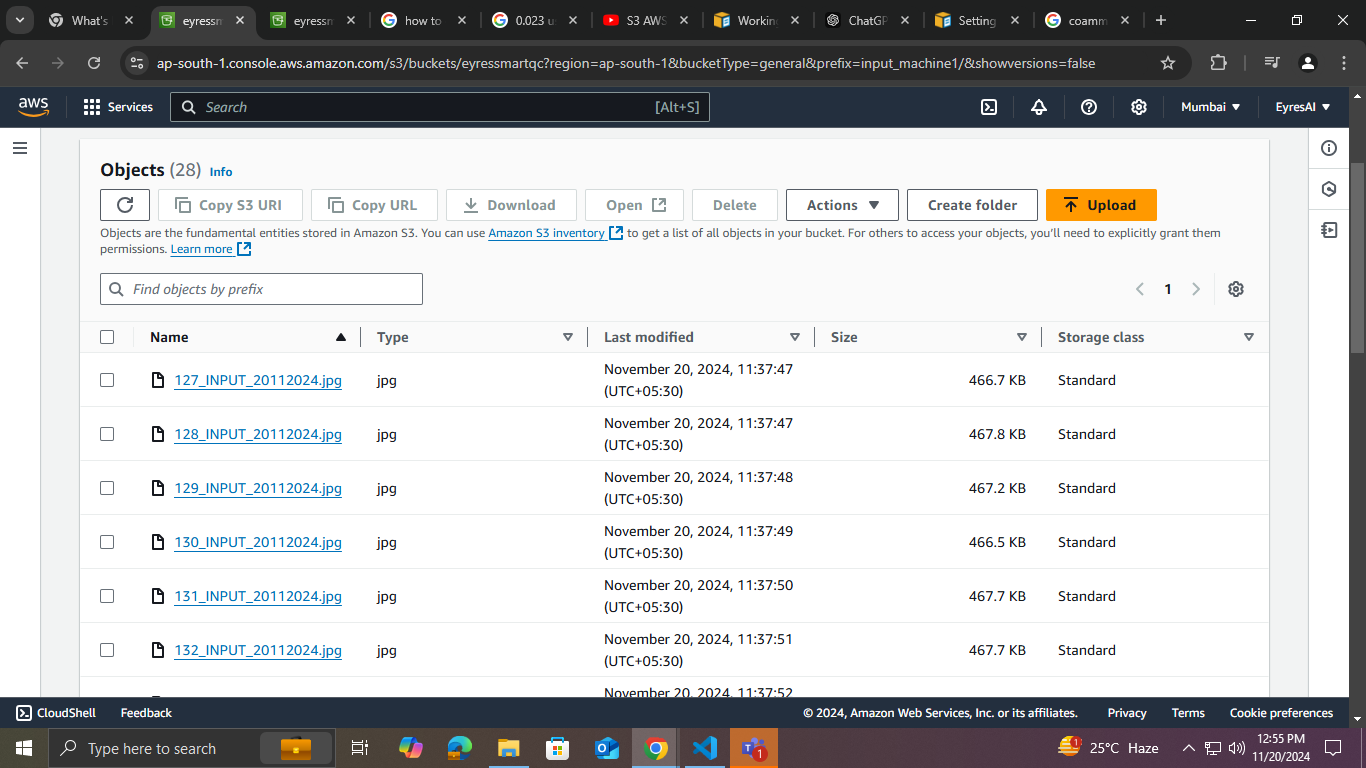 What's
eyressm
eyressm
how to
0.023 u
S3 AWS
Working
ChatGP
Setting
coamm
ap-south-1.console.aws.amazon.com/s3/buckets/eyressmartqc?region=ap-south-1&bucketType=general&prefix=input_machine1/&showversions=false
aws
Services
Search
[Alt+S]
Mumbai
EyresAI
Objects (28) Info
Copy S3 URI
Copy URL
Download
Open
Delete
Actions
Create folder
Upload
Objects are the fundamental entities stored in Amazon S3. You can use Amazon S3 inventory to get a list of all objects in your bucket. For others to access your objects, you'll need to explicitly grant them
permissions. Learn more
Find objects by prefix
1
Name Type Last modified Size Storage class
127_INPUT_20112024.jpg jpg November 20, 2024, 11:37:47 466.7 KB Standard
(UTC+05:30)
128_INPUT_20112024.jpg jpg November 20, 2024, 11:37:47 467.8 KB Standard
(UTC+05:30)
129_INPUT_20112024.jpg jpg November 20, 2024, 11:37:48 467.2 KB Standard
(UTC+05:30)
130_INPUT_20112024.jpg jpg November 20, 2024, 11:37:49 466.5 KB Standard
(UTC+05:30)
131_INPUT_20112024.jpg jpg November 20, 2024, 11:37:50 467.7 KB Standard
(UTC+05:30)
132_INPUT_20112024.jpg jpg November 20, 2024, 11:37:51 467.7 KB Standard
(UTC+05:30)
November 20, 2024, 11:37:52
CloudShell
Feedback
© 2024, Amazon Web Services, Inc. or its affiliates.
Privacy
Terms
Cookie preferences
Type here to search
1
1
25°C Haze
12:55 PM
11/20/2024